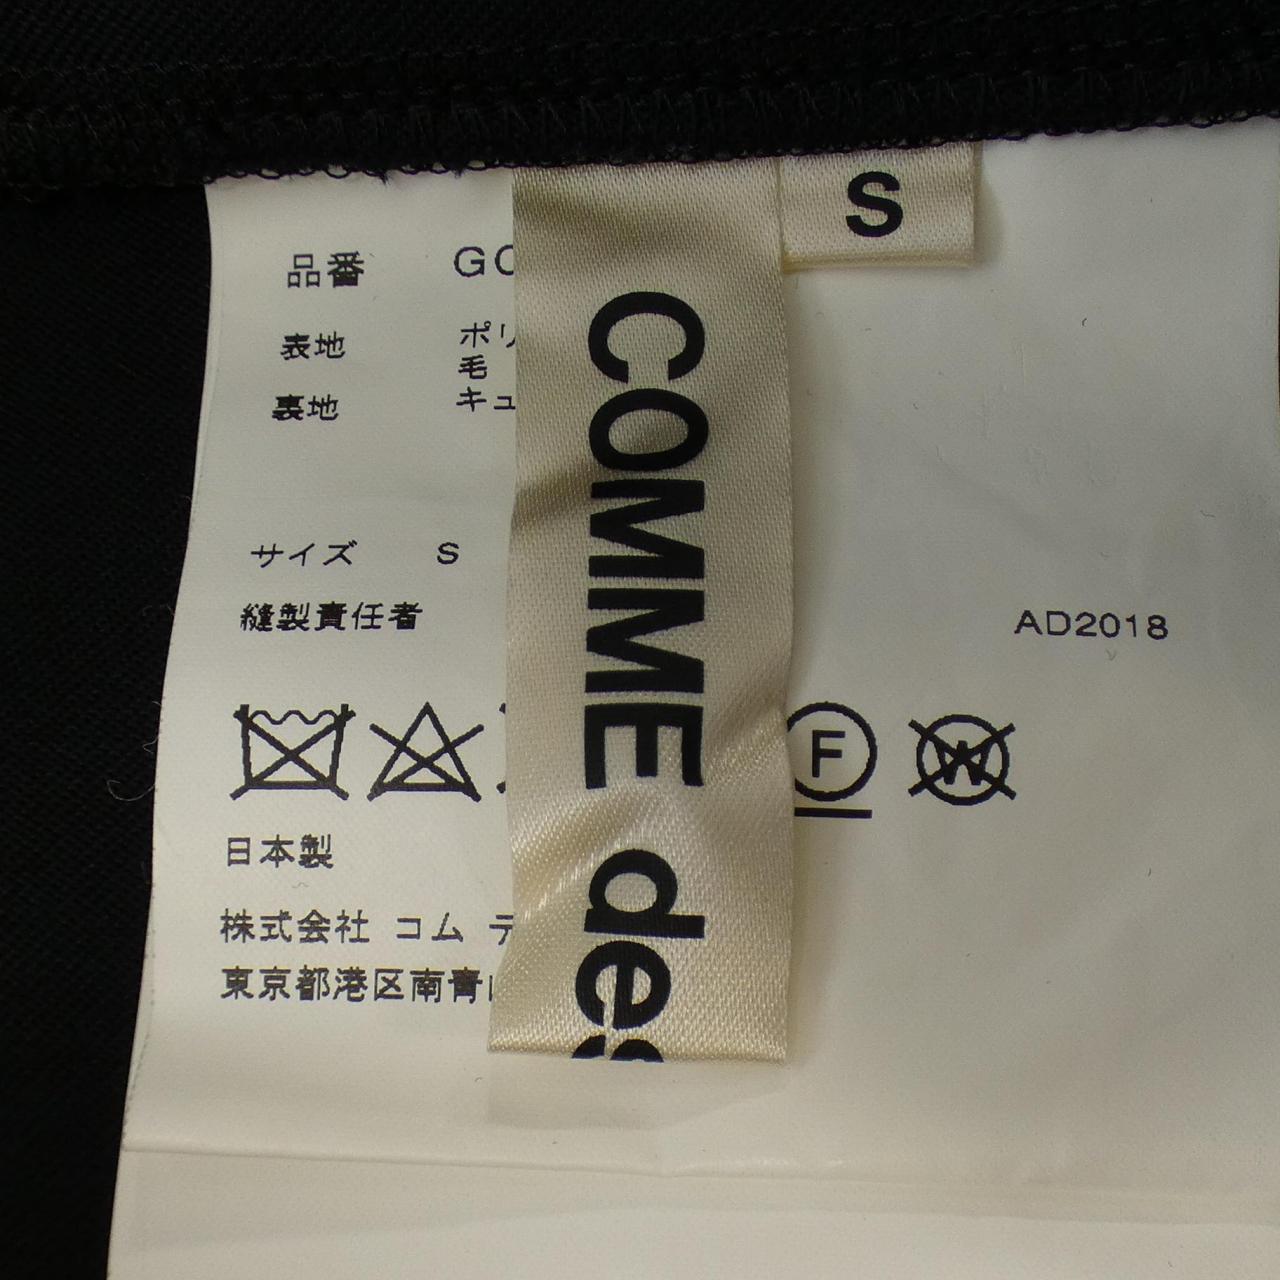 S
品番 GC
表地 ポリ
毛
裏地 キュ
サイズ S
縫製責任者
AD2018
F
W
日本製
株式会社 コム デ
東京都港区南青
COMME des